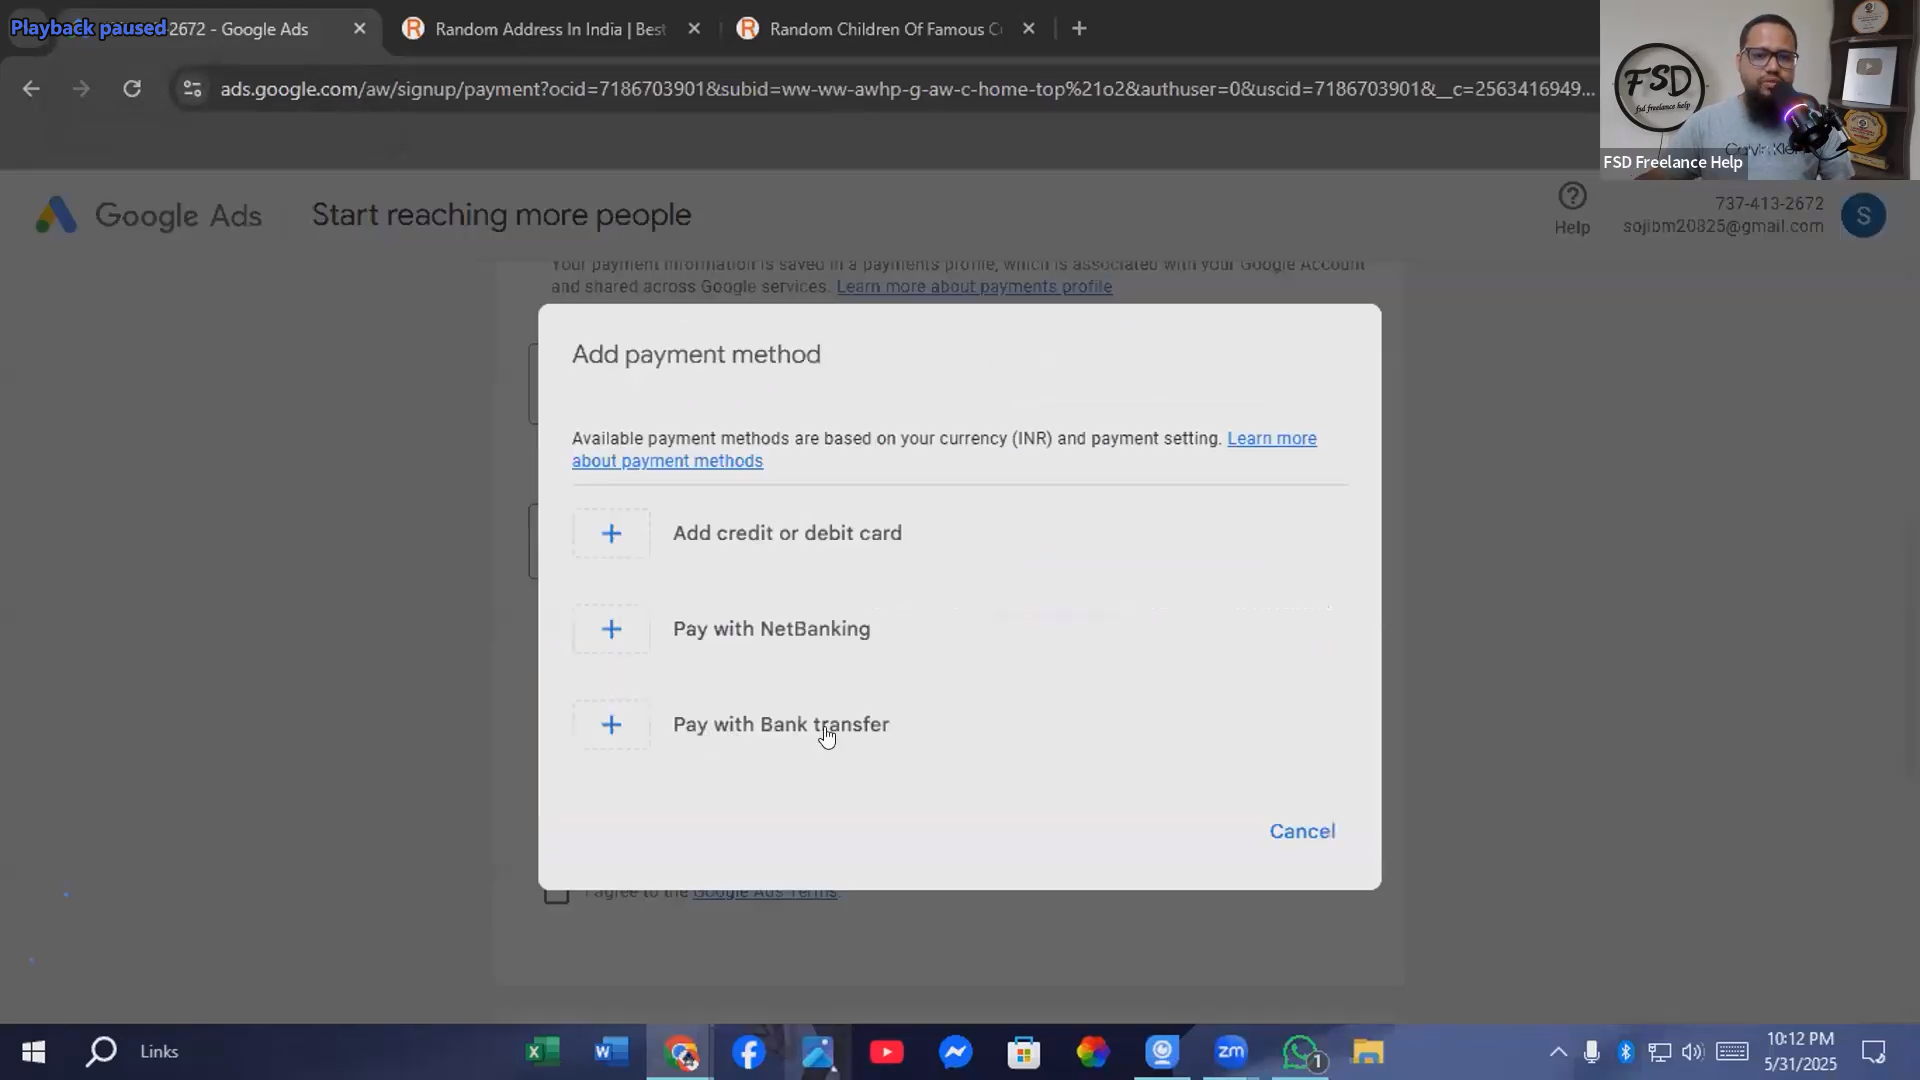 Playback paused
2672 - Google Ads
Random Address In India | Best
Random Children Of Famous C
ads.google.com/aw/signup/payment?ocid=7186703901&subid=ww-ww-awhp-g-aw-c-home-top%21o2&authuser=0&uscid=7186703901&__c=2563416949...
FSD
fsd freelance help
Calvin Klein
FSD Freelance Help
Google Ads
Start reaching more people
Help
737-413-2672
sojibm20825@gmail.com
S
Your payment information is saved in a payments profile, which is associated with your Google Account
and shared across Google services. Learn more about payments profile
Add payment method
Available payment methods are based on your currency (INR) and payment setting. Learn more
about payment methods
Add credit or debit card
Pay with NetBanking
Pay with Bank transfer
Cancel
I agree to the Google Ads Terms.
Links
zm
1
10:12 PM
5/31/2025